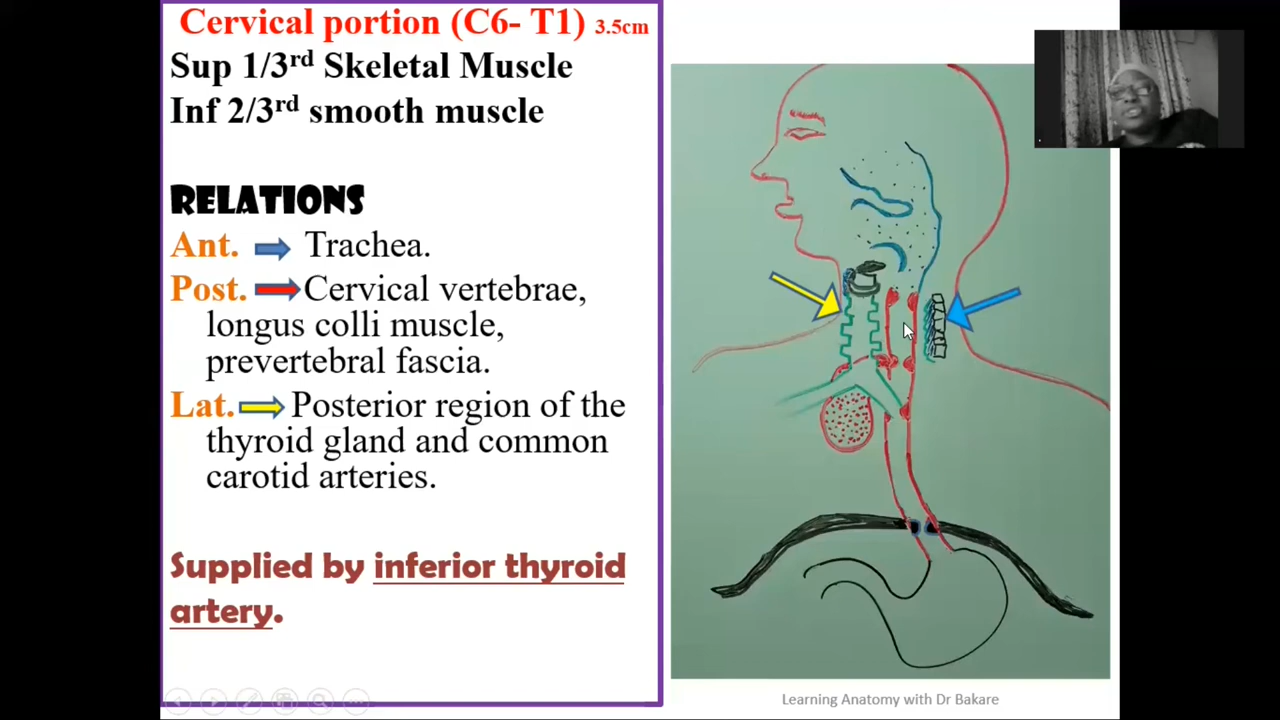 Cervical portion (C6- T1) 3.5cm
Sup 1/3rd Skeletal Muscle
Inf 2/3rd smooth muscle
RELATIONS
Ant. Trachea.
Post. Cervical vertebrae,
longus colli muscle,
prevertebral fascia.
Lat. Posterior region of the
thyroid gland and common
carotid arteries.
Supplied by inferior thyroid
artery.
Learning Anatomy with Dr Bakare